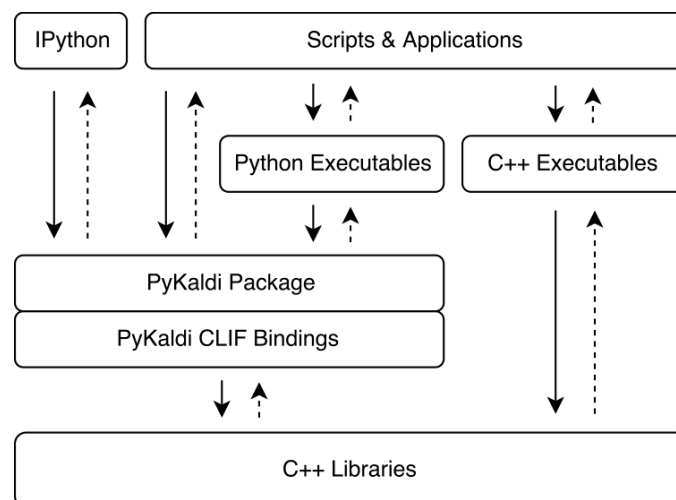 IPython
Scripts & Applications
Python Executables
C++ Executables
PyKaldi Package
PyKaldi CLIF Bindings
C++ Libraries